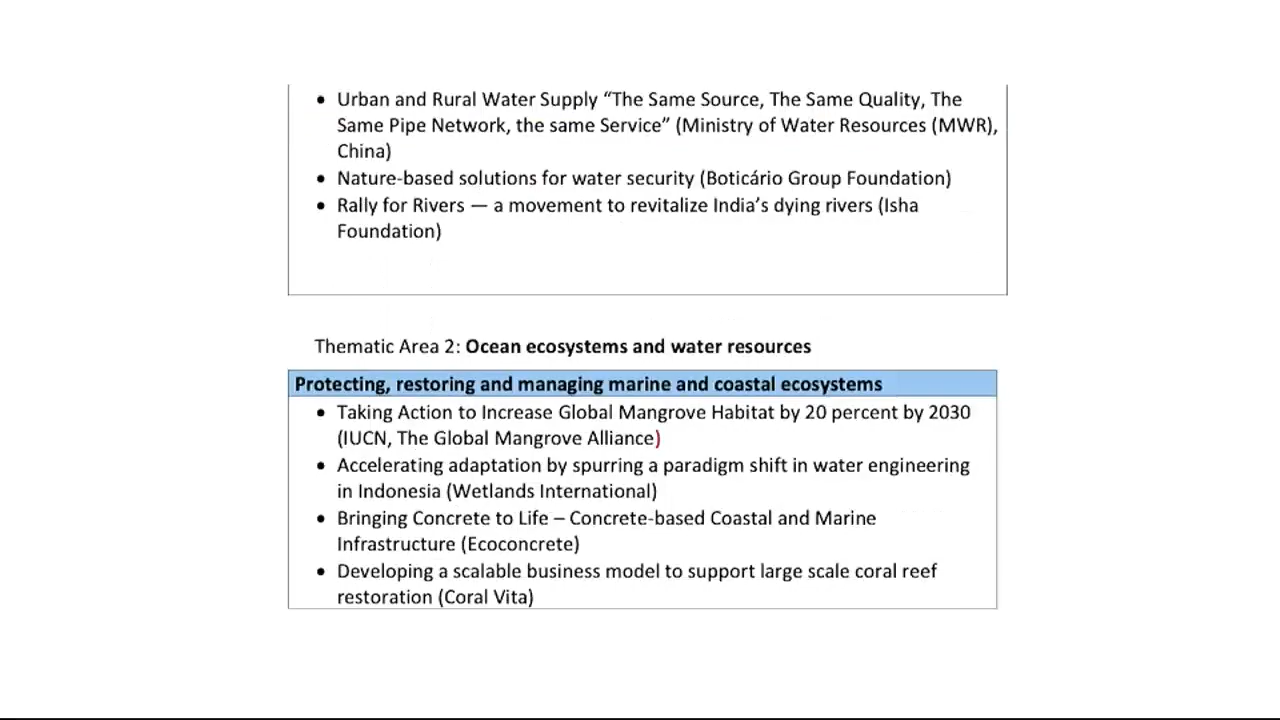 • Urban and Rural Water Supply “The Same Source, The Same Quality, The
Same Pipe Network, the same Service” (Ministry of Water Resources (MWR),
China)
• Nature-based solutions for water security (Boticário Group Foundation)
• Rally for Rivers — a movement to revitalize India’s dying rivers (Isha
Foundation)
Thematic Area 2: Ocean ecosystems and water resources
Protecting, restoring and managing marine and coastal ecosystems
• Taking Action to Increase Global Mangrove Habitat by 20 percent by 2030
(IUCN, The Global Mangrove Alliance)
• Accelerating adaptation by spurring a paradigm shift in water engineering
in Indonesia (Wetlands International)
• Bringing Concrete to Life – Concrete-based Coastal and Marine
Infrastructure (Ecoconcrete)
• Developing a scalable business model to support large scale coral reef
restoration (Coral Vita)